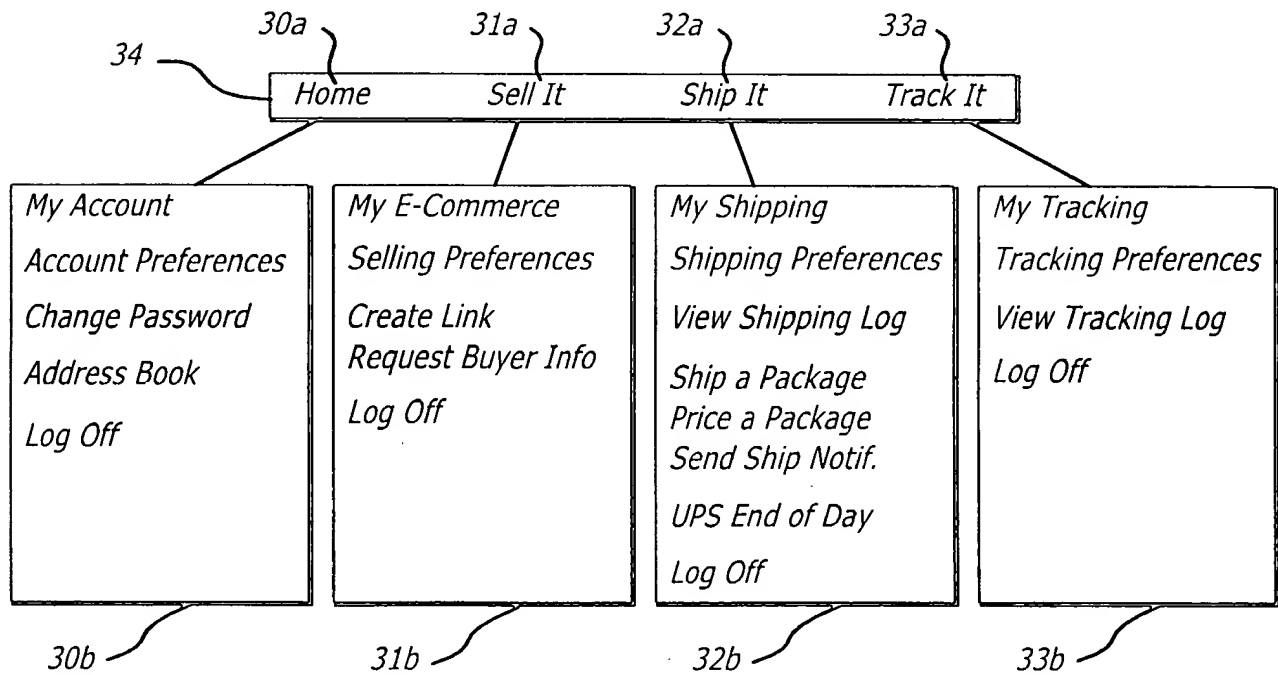 30a 31a 32a 33a
34
Home Sell It Ship It Track It
My Account
Account Preferences
Change Password
Address Book
Log Off
My E-Commerce
Selling Preferences
Create Link
Request Buyer Info
Log Off
My Shipping
Shipping Preferences
View Shipping Log
Ship a Package
Price a Package
Send Ship Notif.
UPS End of Day
Log Off
My Tracking
Tracking Preferences
View Tracking Log
Log Off
30b 31b 32b 33b